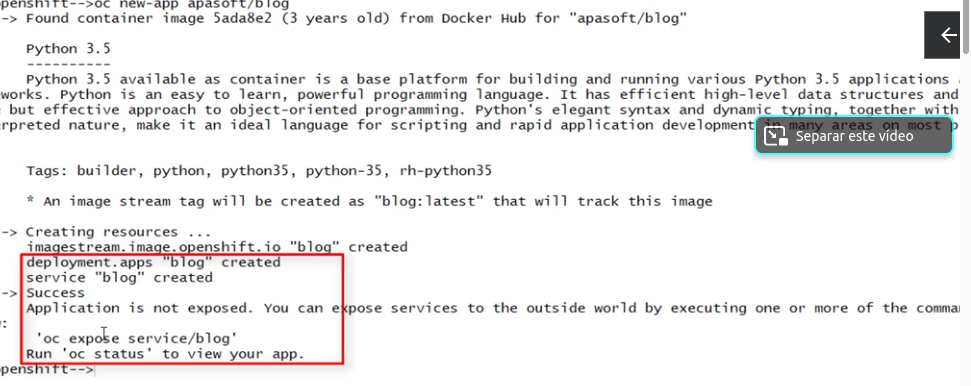 openshift-->oc new-app apasoft/blog
-> Found container image 5ada8e2 (3 years old) from Docker Hub for "apasoft/blog"
Python 3.5
----------
Python 3.5 available as container is a base platform for building and running various Python 3.5 applications
works. Python is an easy to learn, powerful programming language. It has efficient high-level data structures and
but effective approach to object-oriented programming. Python's elegant syntax and dynamic typing, together with
erpreted nature, make it an ideal language for scripting and rapid application development in many areas on most p
Separar este vídeo
Tags: builder, python, python35, python-35, rh-python35
* An image stream tag will be created as "blog:latest" that will track this image
-> Creating resources ...
imagestream.image.openshift.io "blog" created
deployment.apps "blog" created
service "blog" created
-> Success
Application is not exposed. You can expose services to the outside world by executing one or more of the comma
w:
'oc expose service/blog'
Run 'oc status' to view your app.
openshift-->